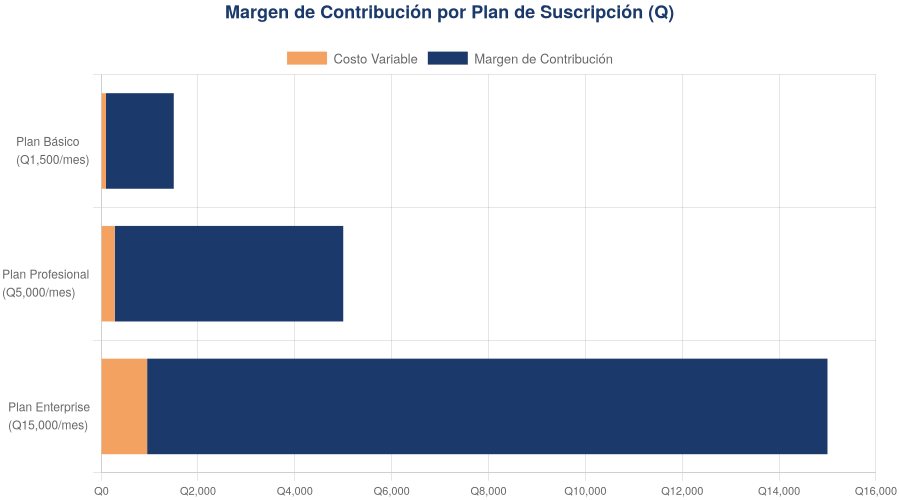 Margen de Contribución por Plan de Suscripción (Q)
Costo Variable
Margen de Contribución
Plan Básico
(Q1,500/mes)
Plan Profesional
(Q5,000/mes)
Plan Enterprise
(Q15,000/mes)
Q0 Q2,000 Q4,000 Q6,000 Q8,000 Q10,000 Q12,000 Q14,000 Q16,000